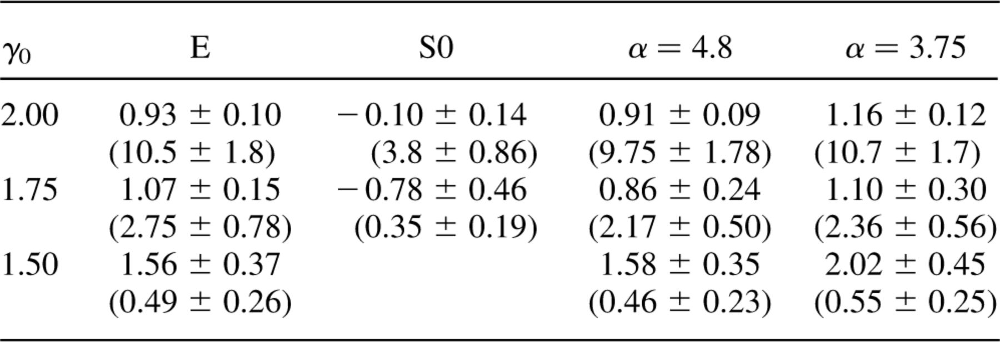 γ0 E S0 α = 4.8 α = 3.75
2.00 0.93 ± 0.10 −0.10 ± 0.14 0.91 ± 0.09 1.16 ± 0.12
(10.5 ± 1.8) (3.8 ± 0.86) (9.75 ± 1.78) (10.7 ± 1.7)
1.75 1.07 ± 0.15 −0.78 ± 0.46 0.86 ± 0.24 1.10 ± 0.30
(2.75 ± 0.78) (0.35 ± 0.19) (2.17 ± 0.50) (2.36 ± 0.56)
1.50 1.56 ± 0.37 1.58 ± 0.35 2.02 ± 0.45
(0.49 ± 0.26) (0.46 ± 0.23) (0.55 ± 0.25)